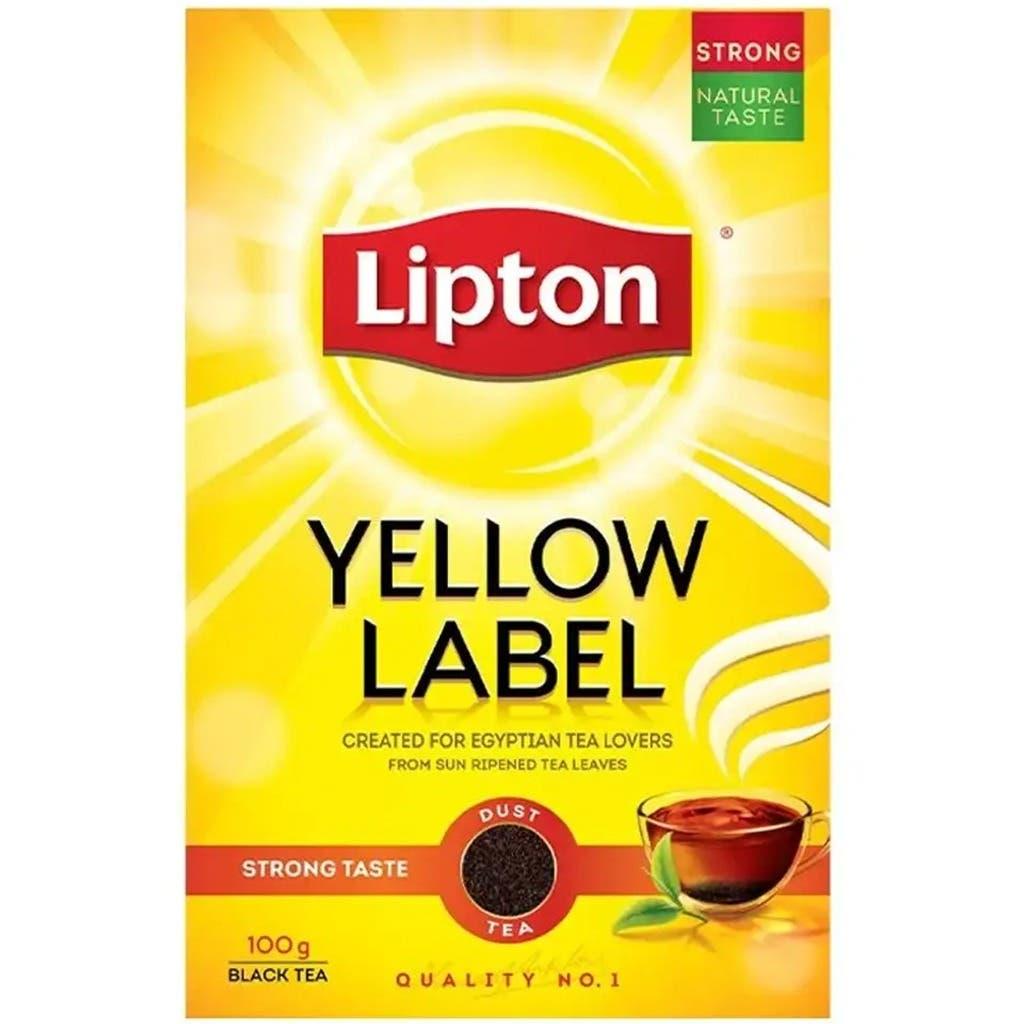 STRONG
NATURAL
TASTE
Lipton
®
YELLOW
LABEL
CREATED FOR EGYPTIAN TEA LOVERS
FROM SUN RIPENED TEA LEAVES
DUST
STRONG TASTE
TEA
100g
BLACK TEA
QUALITY NO.1